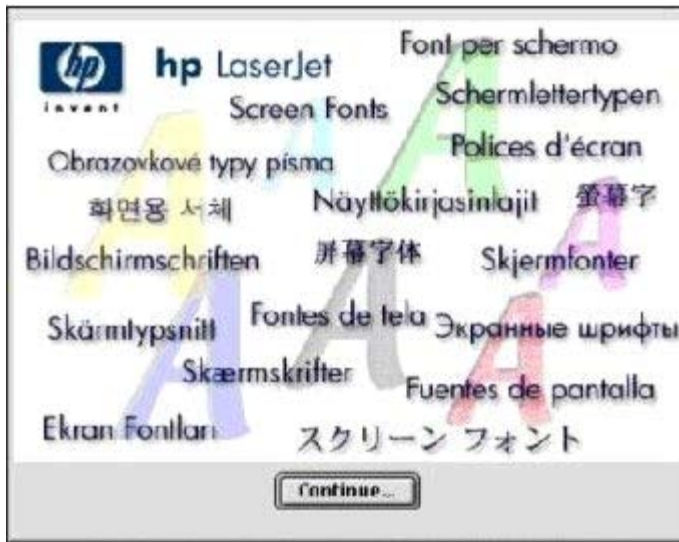 Font per schermo
hp LaserJet
hp
invent
Screen Fonts
Schermlettertypen
Polices d'écran
Obrazovkové typy písma
화면용 서체
Näyttökirjasinlajit
螢幕字
Bildschirmschriften
屏幕字体
Skjermfonter
Skärmtypsnitt
Fontes de tela
Экранные шрифты
Skærmskrifter
Fuentes de pantalla
Ekran Fontları
スクリーン フォント
Continue...